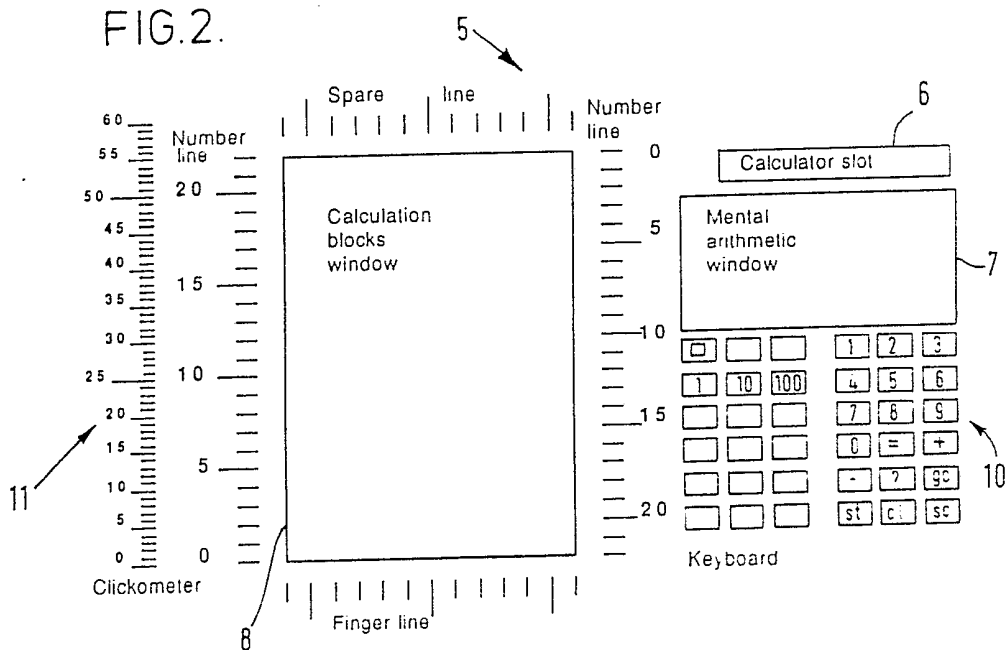 FIG.2.
5
Spare line
6
Number line
Calculator slot
Clickometer
60
55
50
45
40
35
30
25
20
15
10
5
0
11
Number line
20
15
10
5
0
Calculation
blocks
window
8
Finger line
0
5
10
15
20
Mental
arithmetic
window
7
1 2 3
1 10 100 4 5 6
7 8 9
0 = +
- ? go
st cl sc
10
Keyboard